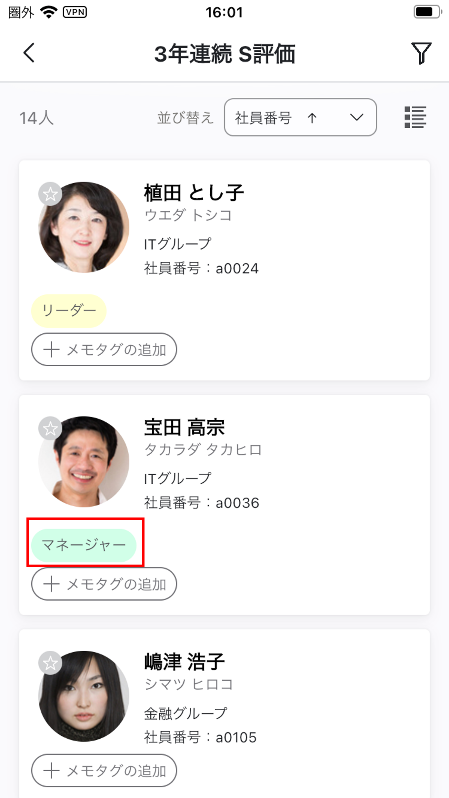 圏外 VPN 16:01
3年連続 S評価
14人 並び替え 社員番号 ↑
植田 とし子
ウエダ トシコ
ITグループ
社員番号：a0024
リーダー
＋ メモタグの追加
宝田 高宗
タカラダ タカヒロ
ITグループ
社員番号：a0036
マネージャー
＋ メモタグの追加
嶋津 浩子
シマツ ヒロコ
金融グループ
社員番号：a0105
＋ メモタグの追加